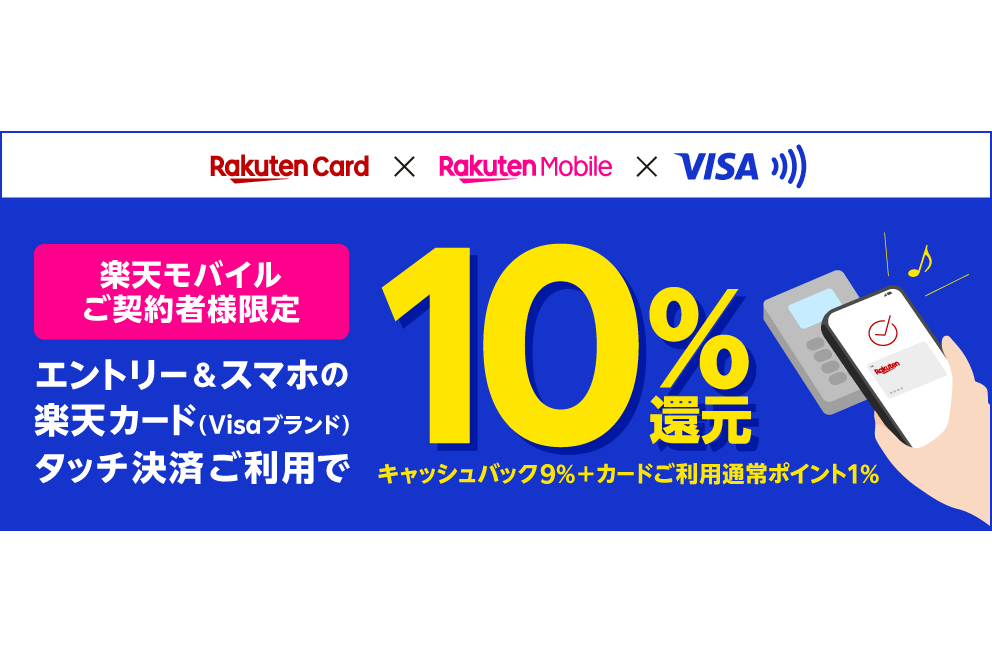 Rakuten Card × Rakuten Mobile × VISA
楽天モバイル
ご契約者様限定
エントリー&スマホの
楽天カード(Visaブランド)
タッチ決済ご利用で
10%還元
キャッシュバック9%+カードご利用通常ポイント1%
Rakuten